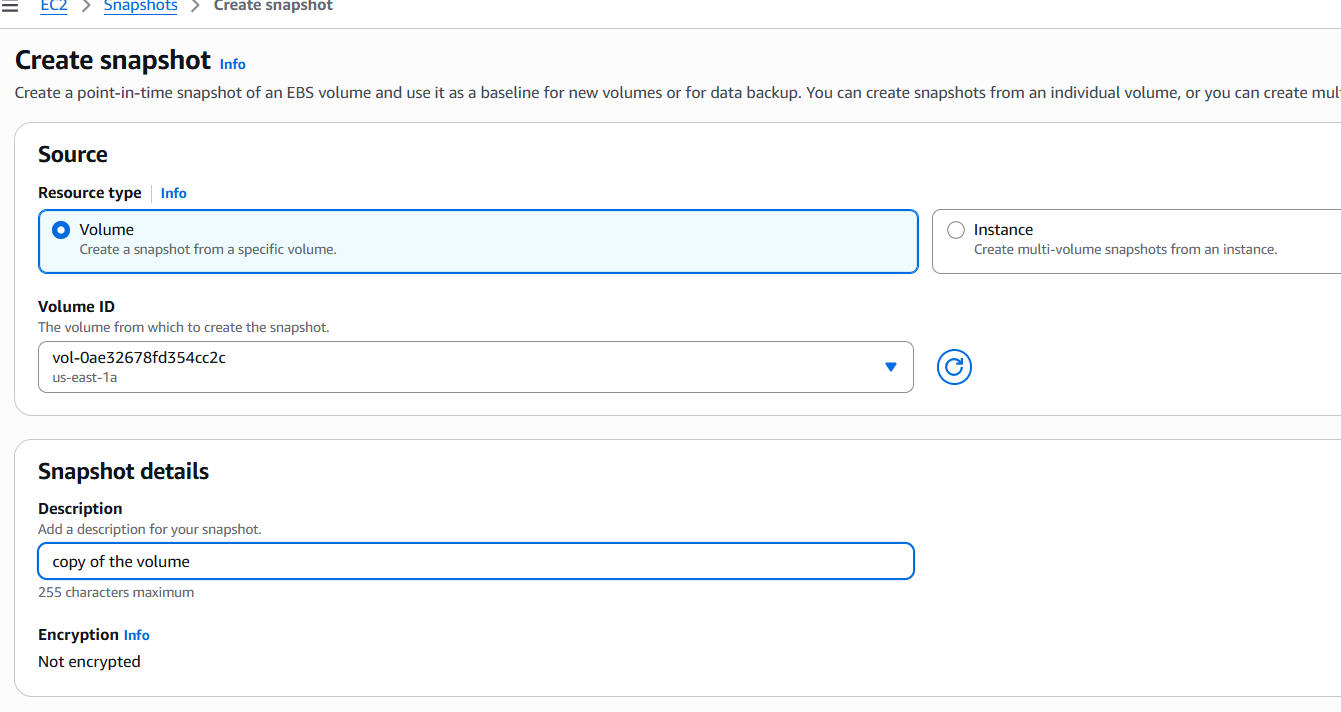 EC2 > Snapshots > Create snapshot
Create snapshot Info
Create a point-in-time snapshot of an EBS volume and use it as a baseline for new volumes or for data backup. You can create snapshots from an individual volume, or you can create mul
Source
Resource type | Info
Volume
Create a snapshot from a specific volume.
Instance
Create multi-volume snapshots from an instance.
Volume ID
The volume from which to create the snapshot.
vol-0ae32678fd354cc2c
us-east-1a
Snapshot details
Description
Add a description for your snapshot.
copy of the volume
255 characters maximum
Encryption Info
Not encrypted